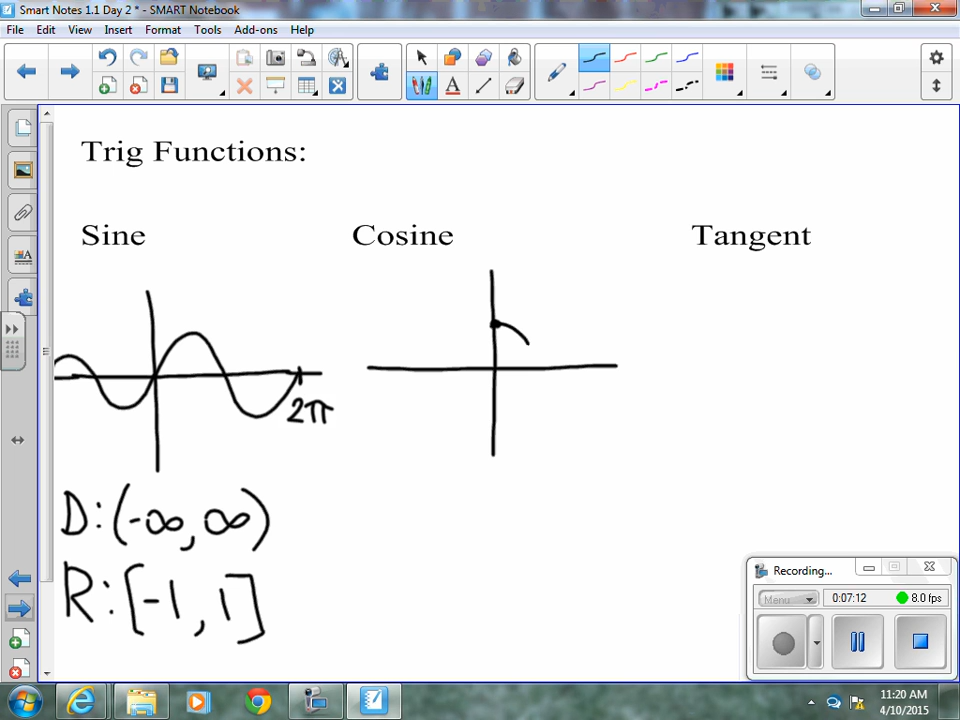 Smart Notes 1.1 Day 2 * - SMART Notebook
File Edit View Insert Format Tools Add-ons Help
Trig Functions:
Sine Cosine Tangent
2π
D: (-∞, ∞)
R: [-1, 1]
Recording...
Menu 0:07:12 8.0 fps
11:20 AM
4/10/2015